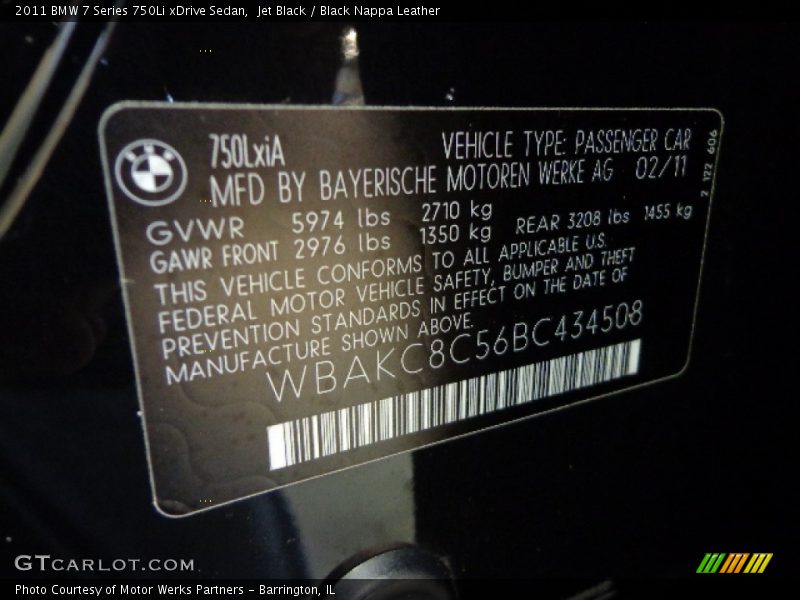 2011 BMW 7 Series 750Li xDrive Sedan,  Jet Black / Black Nappa Leather
BMW
750LxiA
VEHICLE TYPE: PASSENGER CAR
MFD BY BAYERISCHE MOTOREN WERKE AG 02/11
2 122 606
GVWR 5974 lbs 2710 kg
GAWR FRONT 2976 lbs 1350 kg REAR 3208 lbs 1455 kg
THIS VEHICLE CONFORMS TO ALL APPLICABLE U.S.
FEDERAL MOTOR VEHICLE SAFETY, BUMPER AND THEFT
PREVENTION STANDARDS IN EFFECT ON THE DATE OF
MANUFACTURE SHOWN ABOVE.
WBAKC8C56BC434508
GTCARLOT.COM
Photo Courtesy of Motor Werks Partners - Barrington, IL